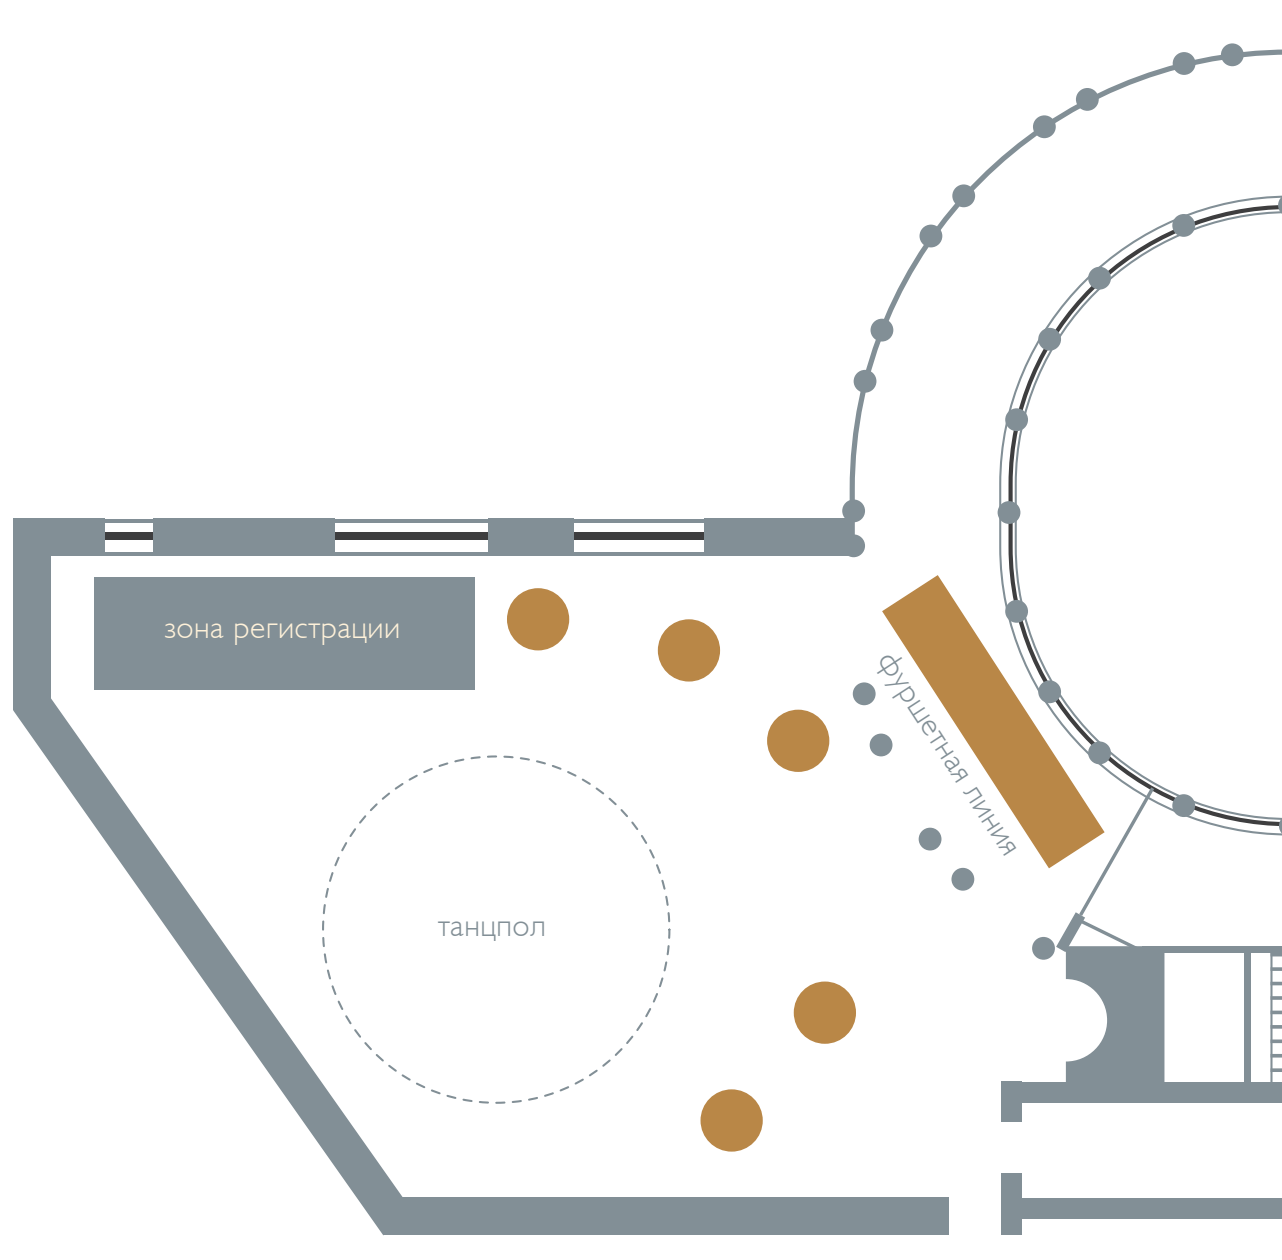 зона регистрации
фуршетная линия
танцпол